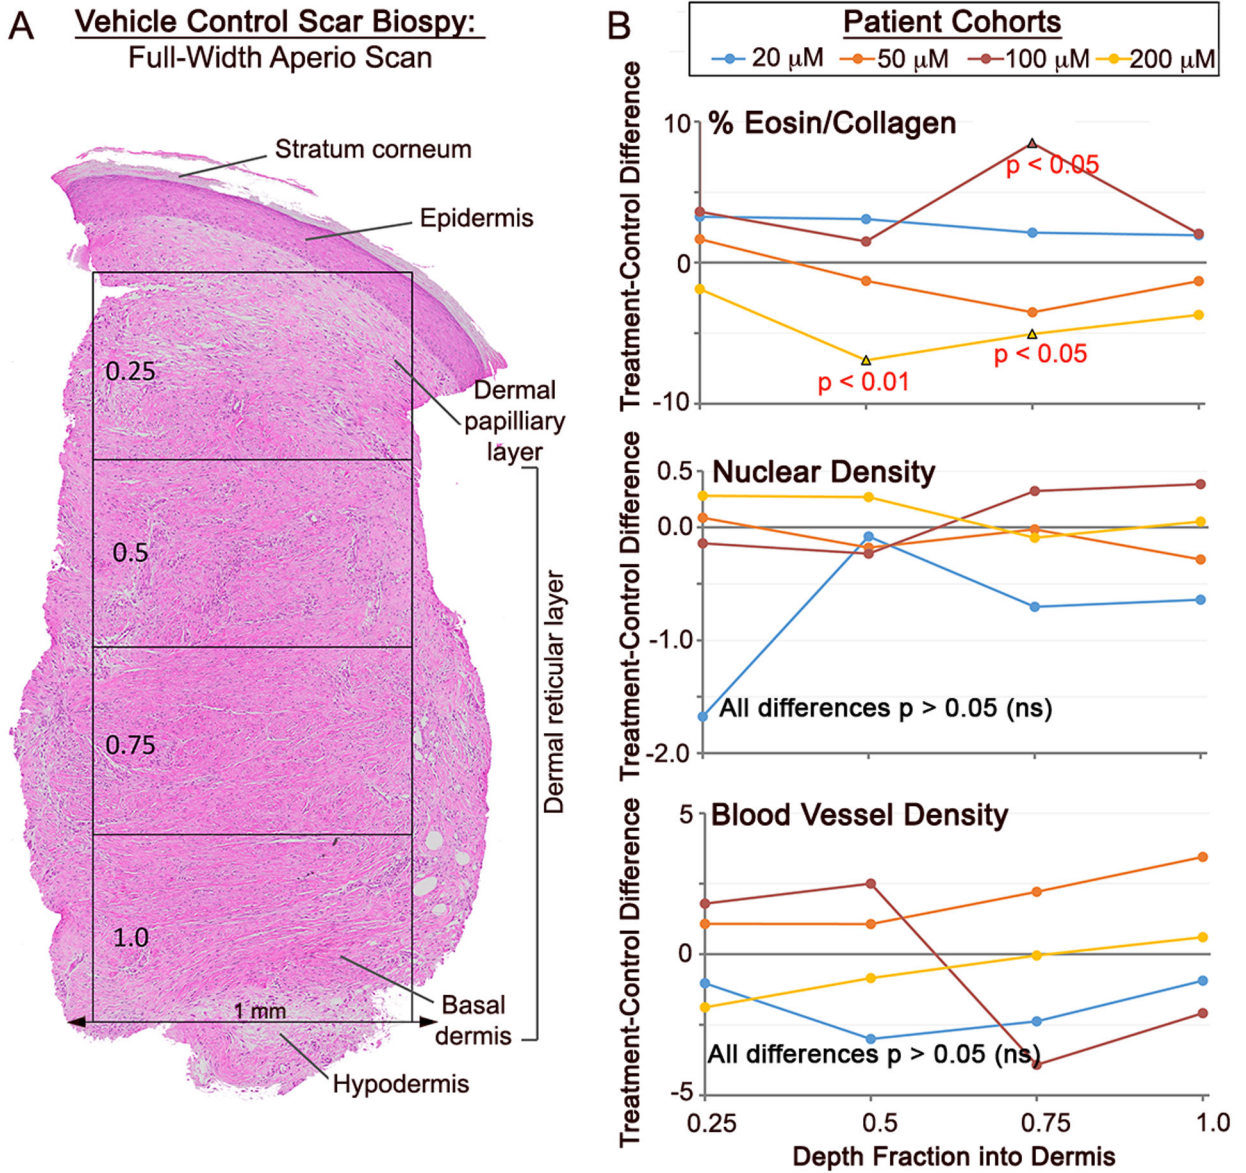 A
Vehicle Control Scar Biospy:
Full-Width Aperio Scan
Stratum corneum
Epidermis
0.25
Dermal
papilliary
layer
0.5
Dermal reticular layer
0.75
1.0
Basal
dermis
1 mm
Hypodermis
B
Patient Cohorts
20 μM
50 μM
100 μM
200 μM
Treatment-Control Difference
% Eosin/Collagen
10
0
-10
p < 0.05
p < 0.05
p < 0.01
Treatment-Control Difference
Nuclear Density
0.5
0.0
-1.0
-2.0
All differences p > 0.05 (ns)
Treatment-Control Difference
Blood Vessel Density
5
0
-5
All differences p > 0.05 (ns)
0.25
0.5
0.75
1.0
Depth Fraction into Dermis